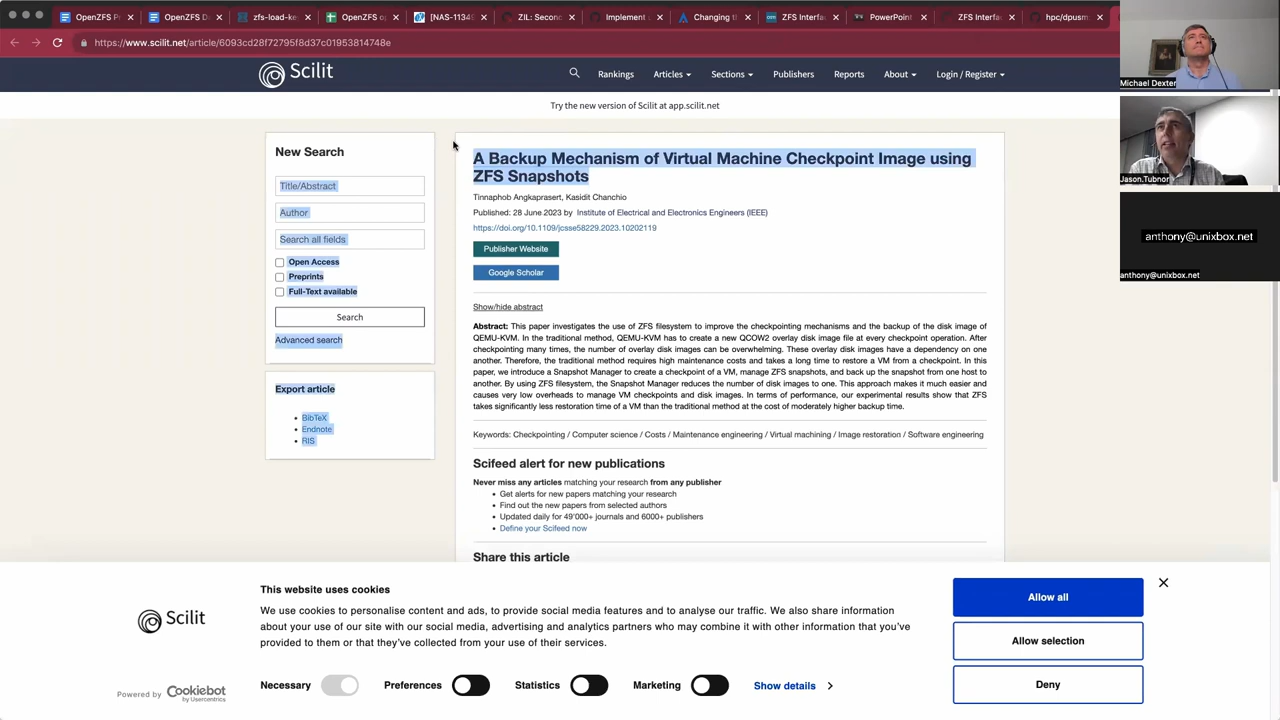 OpenZFS P
OpenZFS D
zfs-load-ke
OpenZFS o
[NAS-1134
ZIL: Secon
Implement
Changing th
ZFS Interfa
PowerPoint
ZFS Interfa
hpc/dpusm
https://www.scilit.net/article/6093cd28f72795f8d37c01953814748e
Scilit
Rankings
Articles
Sections
Publishers
Reports
About
Login / Register
Try the new version of Scilit at app.scilit.net
New Search
Title/Abstract
Author
Search all fields
Open Access
Preprints
Full-Text available
Search
Advanced search
Export article
BibTeX
Endnote
RIS
A Backup Mechanism of Virtual Machine Checkpoint Image using
ZFS Snapshots
Tinnaphob Angkaprasert, Kasidit Chanchio
Published: 28 June 2023 by Institute of Electrical and Electronics Engineers (IEEE)
https://doi.org/10.1109/jcsse58229.2023.10202119
Publisher Website
Google Scholar
Show/hide abstract
Abstract: This paper investigates the use of ZFS filesystem to improve the checkpointing mechanisms and the backup of the disk image of
QEMU-KVM. In the traditional method, QEMU-KVM has to create a new QCOW2 overlay disk image file at every checkpoint operation. After
checkpointing many times, the number of overlay disk images can be overwhelming. These overlay disk images have a dependency on one
another. Therefore, the traditional method requires high maintenance costs and takes a long time to restore a VM from a checkpoint. In this
paper, we introduce a Snapshot Manager to create a checkpoint of a VM, manage ZFS snapshots, and back up the snapshot from one host to
another. By using ZFS filesystem, the Snapshot Manager reduces the number of disk images to one. This approach makes it much easier and
causes very low overheads to manage VM checkpoints and disk images. In terms of performance, our experimental results show that ZFS
takes significantly less restoration time of a VM than the traditional method at the cost of moderately higher backup time.
Keywords: Checkpointing / Computer science / Costs / Maintenance engineering / Virtual machining / Image restoration / Software engineering
Scifeed alert for new publications
Never miss any articles matching your research from any publisher
Get alerts for new papers matching your research
Find out the new papers from selected authors
Updated daily for 49'000+ journals and 6000+ publishers
Define your Scifeed now
Share this article
Michael Dexter
Jason.Tubnor
anthony@unixbox.net
anthony@unixbox.net
Scilit
Powered by Cookiebot
by Usercentrics
This website uses cookies
We use cookies to personalise content and ads, to provide social media features and to analyse our traffic. We also share information
about your use of our site with our social media, advertising and analytics partners who may combine it with other information that you've
provided to them or that they've collected from your use of their services.
Necessary
Preferences
Statistics
Marketing
Show details
Allow all
Allow selection
Deny